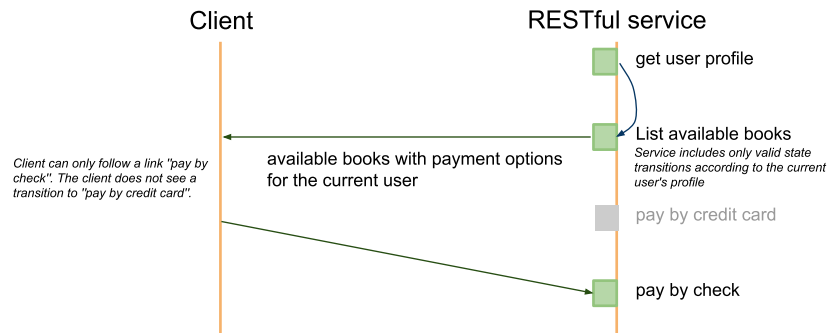 Client
RESTful service
get user profile
List available books
Service includes only valid state
transitions according to the current
user's profile
available books with payment options
for the current user
Client can only follow a link "pay by
check". The client does not see a
transition to "pay by credit card".
pay by credit card
pay by check